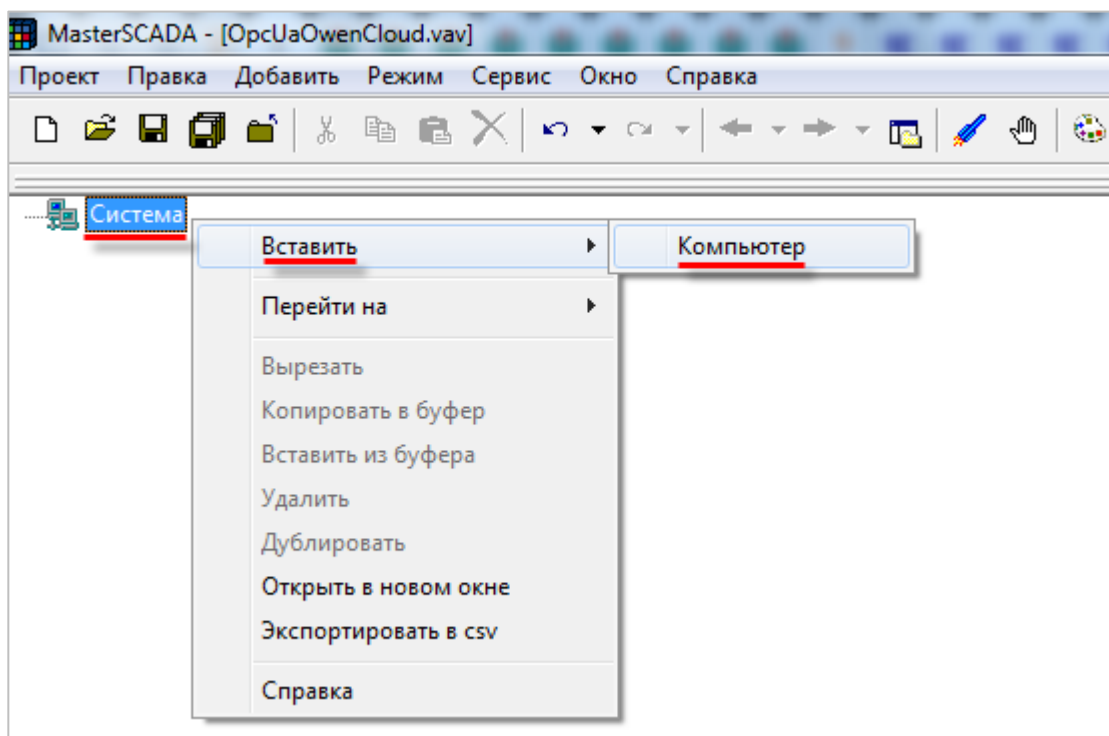 MasterSCADA - [OpcUaOwenCloud.vav]
Проект Правка Добавить Режим Сервис Окно Справка
Система
Вставить Компьютер
Перейти на
Вырезать
Копировать в буфер
Вставить из буфера
Удалить
Дублировать
Открыть в новом окне
Экспортировать в csv
Справка